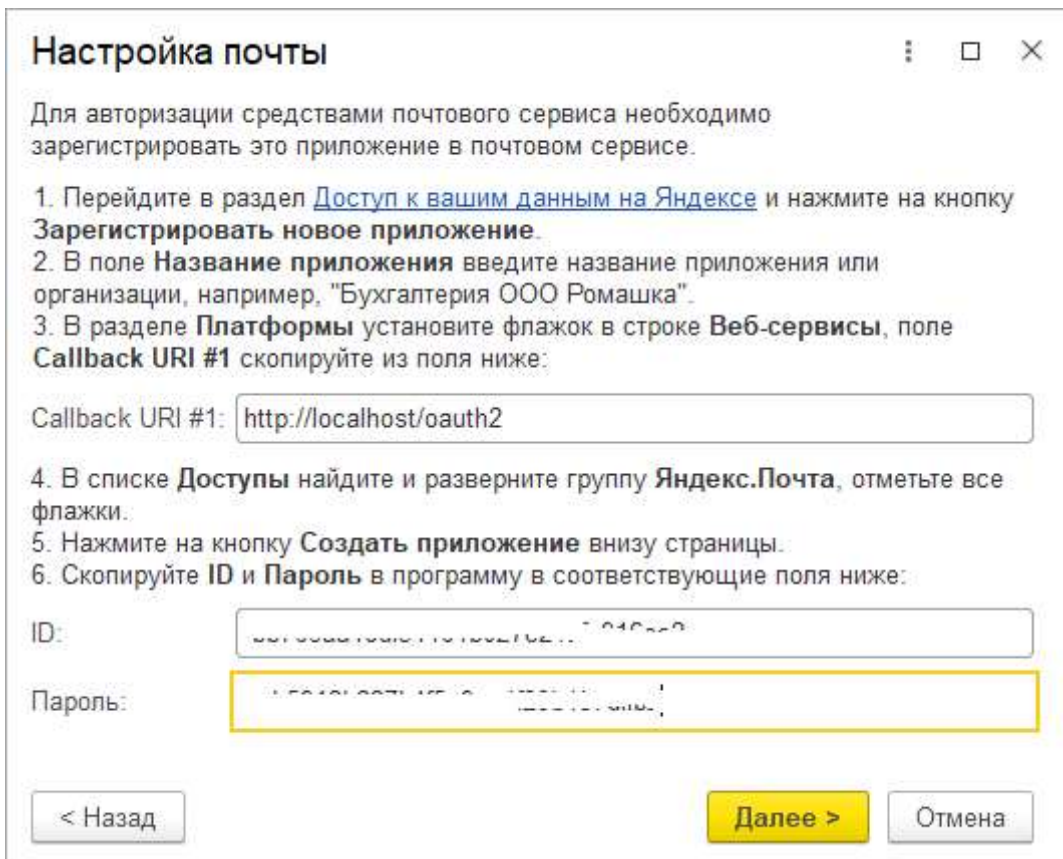 Настройка почты
Для авторизации средствами почтового сервиса необходимо
зарегистрировать это приложение в почтовом сервисе.
1. Перейдите в раздел Доступ к вашим данным на Яндексе и нажмите на кнопку
Зарегистрировать новое приложение.
2. В поле Название приложения введите название приложения или
организации, например, "Бухгалтерия ООО Ромашка".
3. В разделе Платформы установите флажок в строке Веб-сервисы, поле
Callback URI #1 скопируйте из поля ниже:
Callback URI #1: http://localhost/oauth2
4. В списке Доступы найдите и разверните группу Яндекс.Почта, отметьте все
флажки.
5. Нажмите на кнопку Создать приложение внизу страницы.
6. Скопируйте ID и Пароль в программу в соответствующие поля ниже:
ID:
Пароль:
< Назад Далее > Отмена